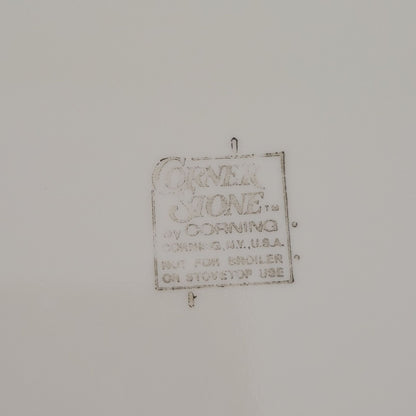 CORNER
STONE™
BY CORNING
CORNING, N.Y., U.S.A.
NOT FOR BROILER
OR STOVETOP USE